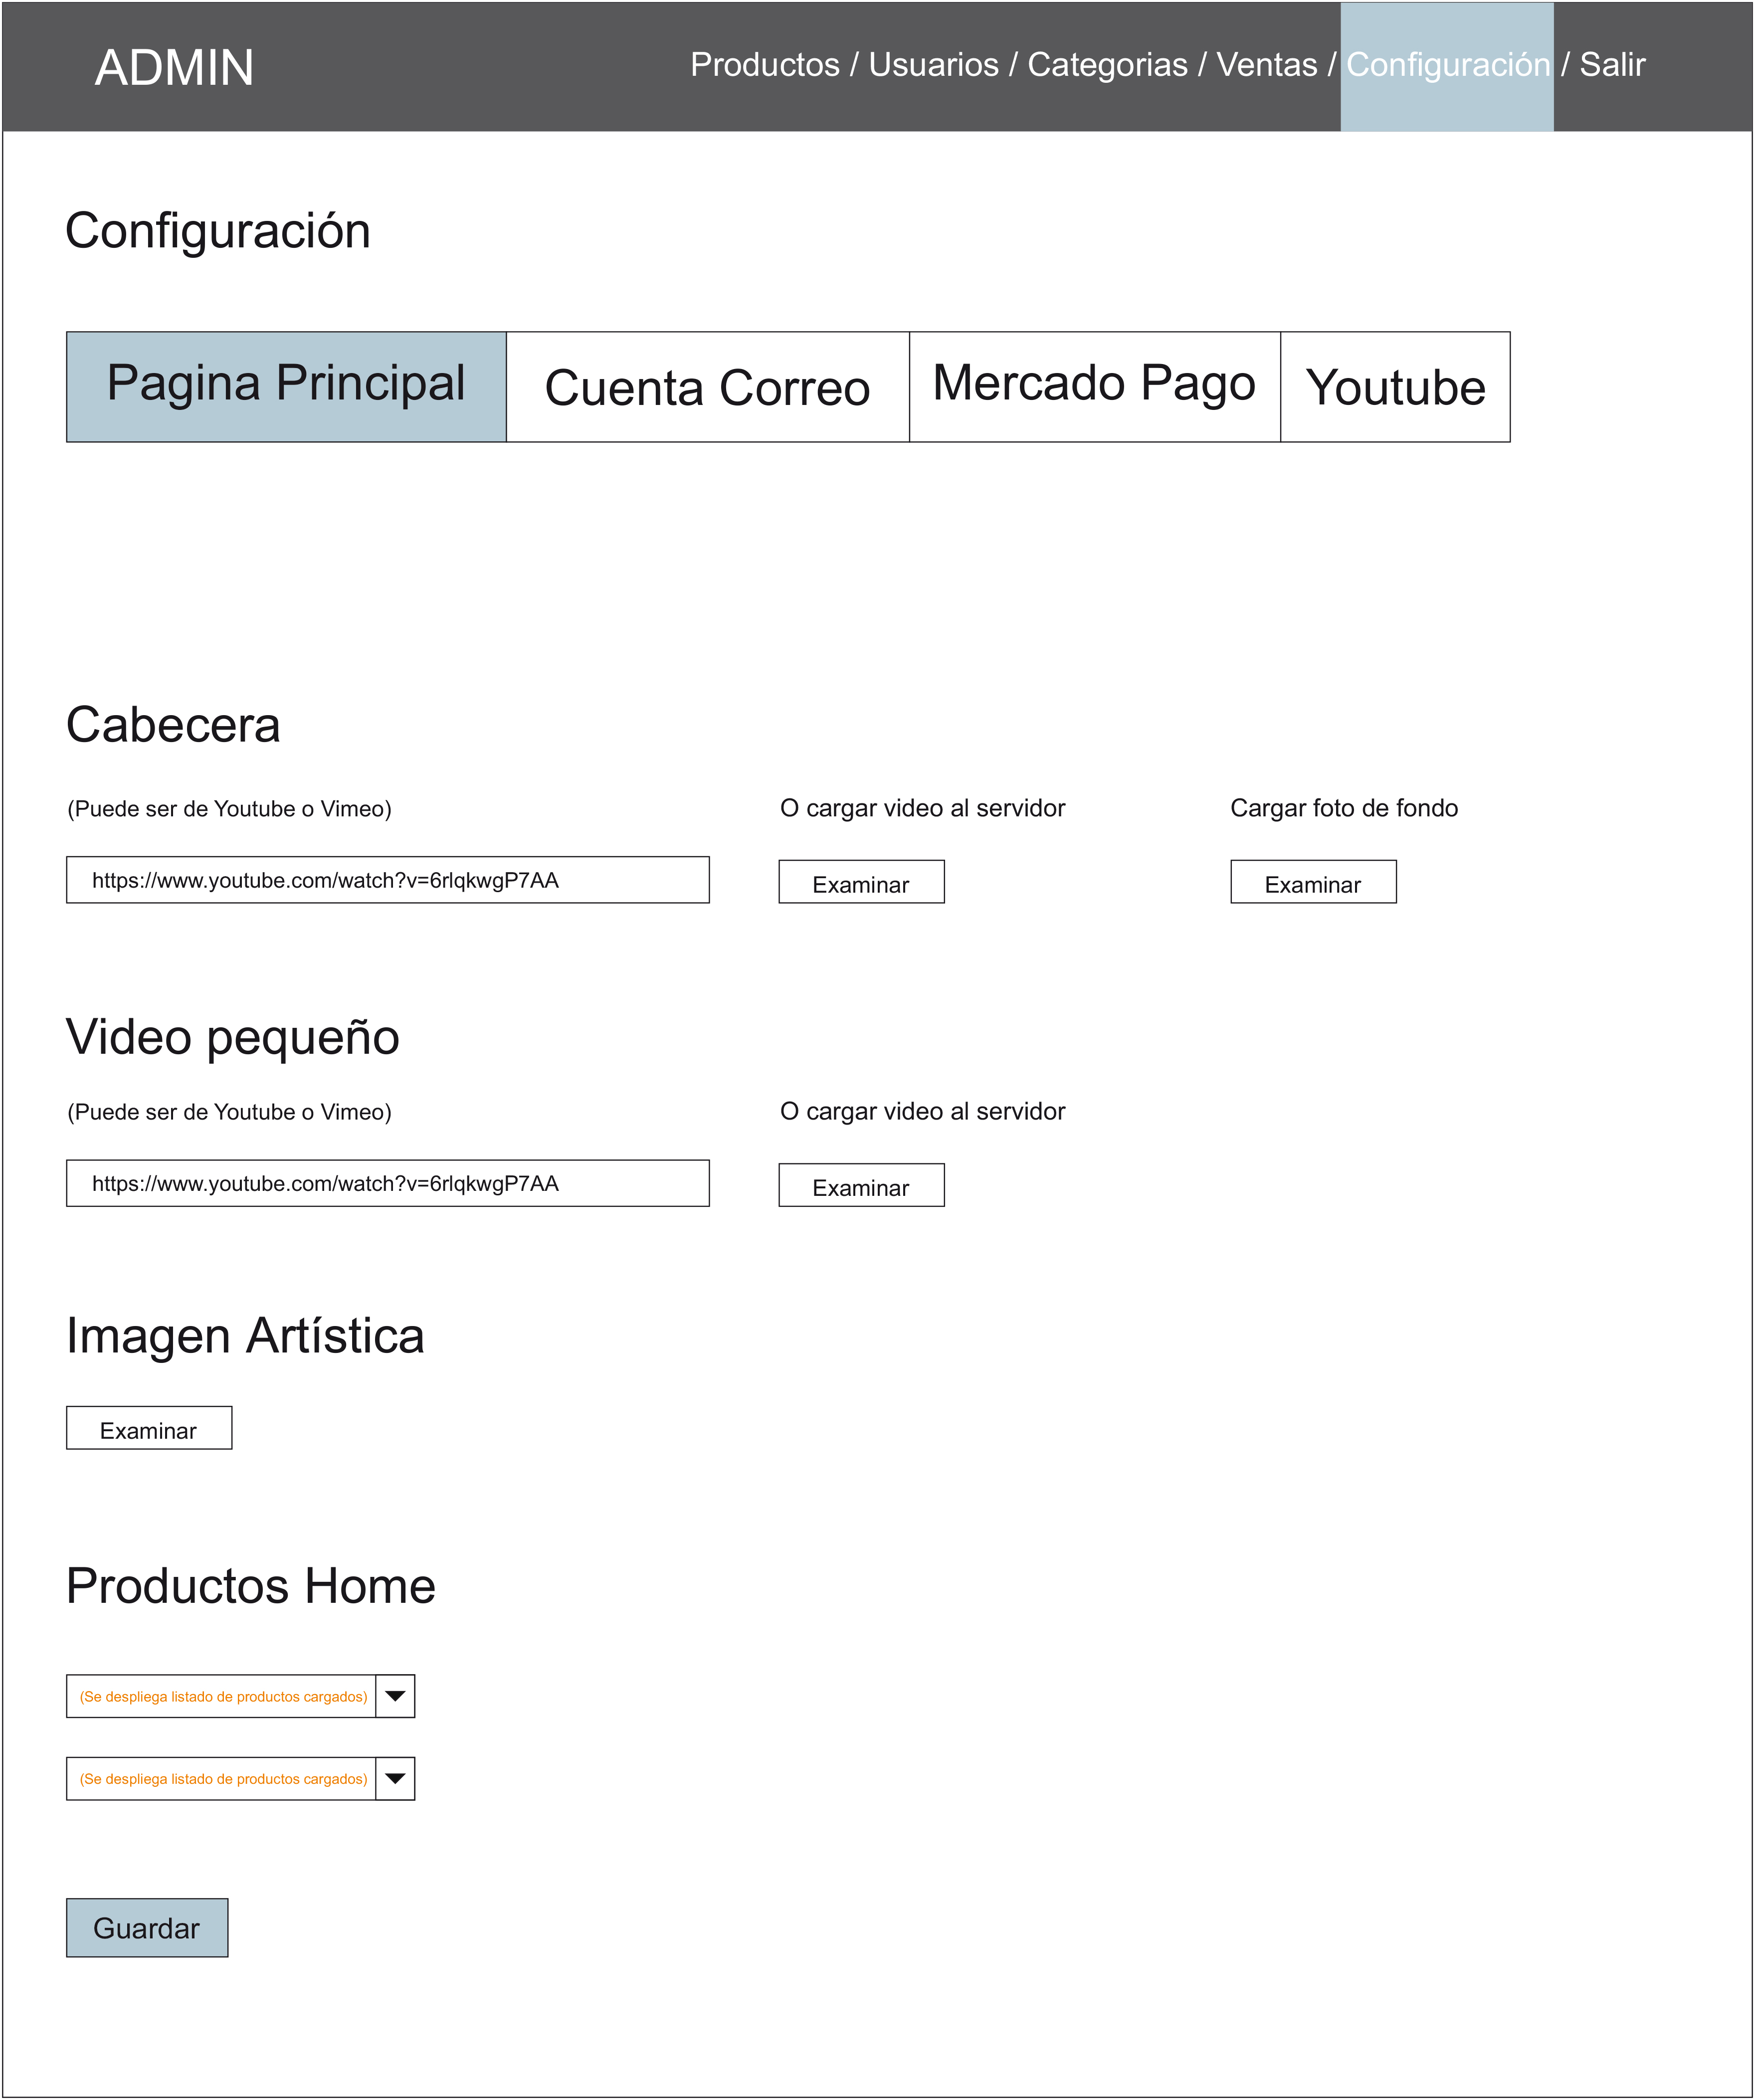 ADMIN
Productos / Usuarios / Categorias / Ventas / Configuración / Salir
Configuración
Pagina Principal
Cuenta Correo
Mercado Pago
Youtube
Cabecera
(Puede ser de Youtube o Vimeo)
O cargar video al servidor
Cargar foto de fondo
https://www.youtube.com/watch?v=6rlqkwgP7AA
Examinar
Examinar
Video pequeño
(Puede ser de Youtube o Vimeo)
O cargar video al servidor
https://www.youtube.com/watch?v=6rlqkwgP7AA
Examinar
Imagen Artística
Examinar
Productos Home
(Se despliega listado de productos cargados)
(Se despliega listado de productos cargados)
Guardar